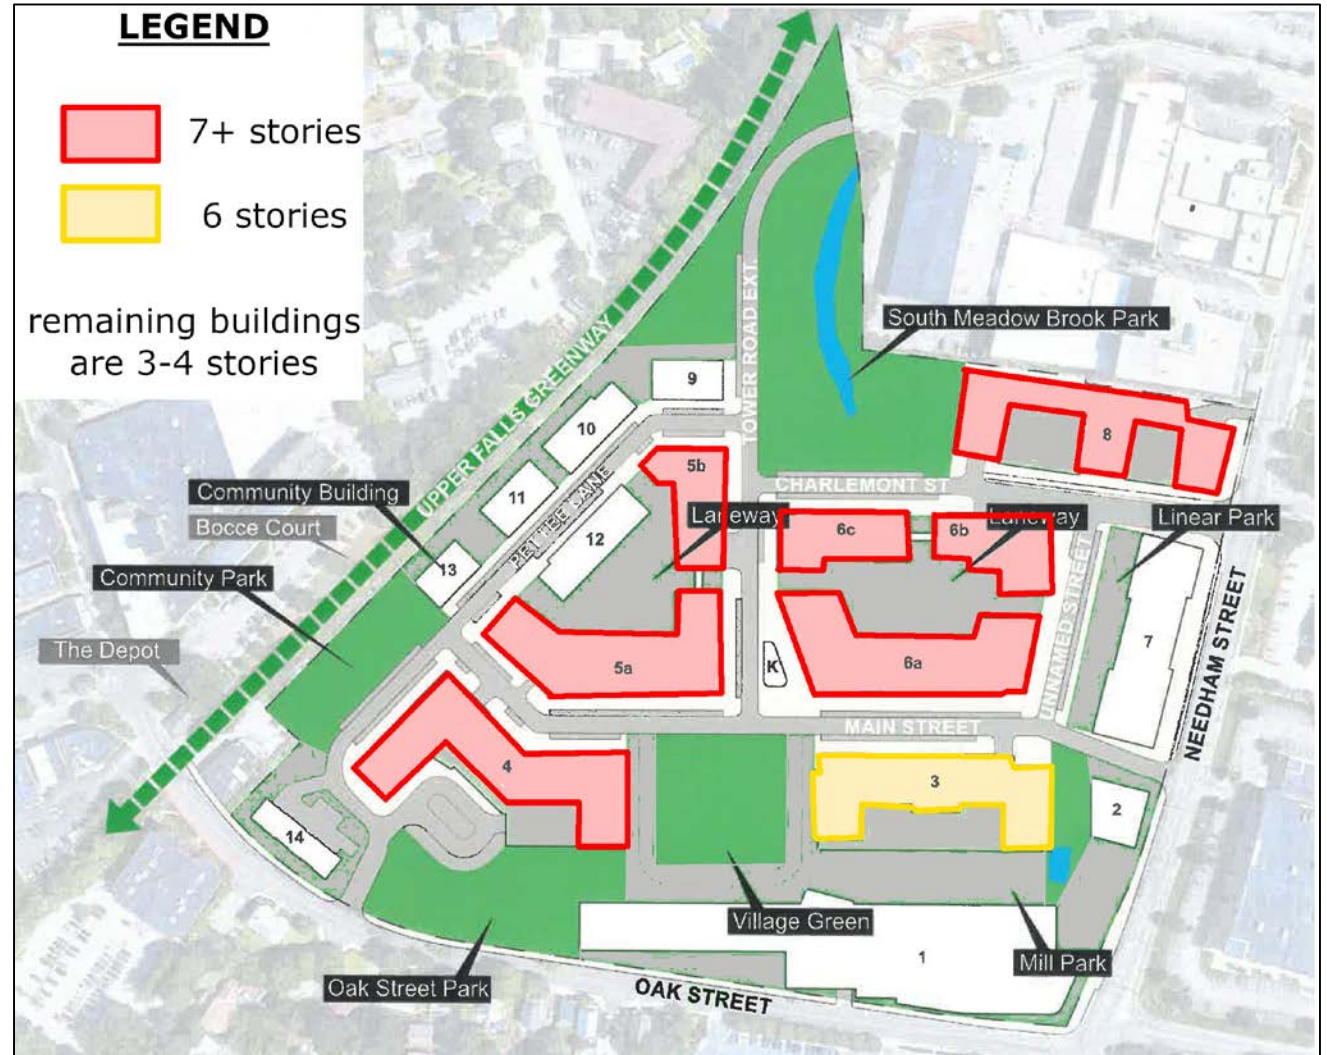 LEGEND
7+ stories
6 stories
remaining buildings
are 3-4 stories
UPPER FALLS GREENWAY
TOWER ROAD EXT.
South Meadow Brook Park
9
10
8
5b
CHARLEMONT ST
Community Building
Bocce Court
11
PETTEE LANE
12
Laneway
6c
6b
Laneway
Linear Park
Community Park
13
UNNAMED STREET
NEEDHAM STREET
The Depot
5a
K
6a
7
MAIN STREET
4
3
2
14
Village Green
1
Mill Park
Oak Street Park
OAK STREET